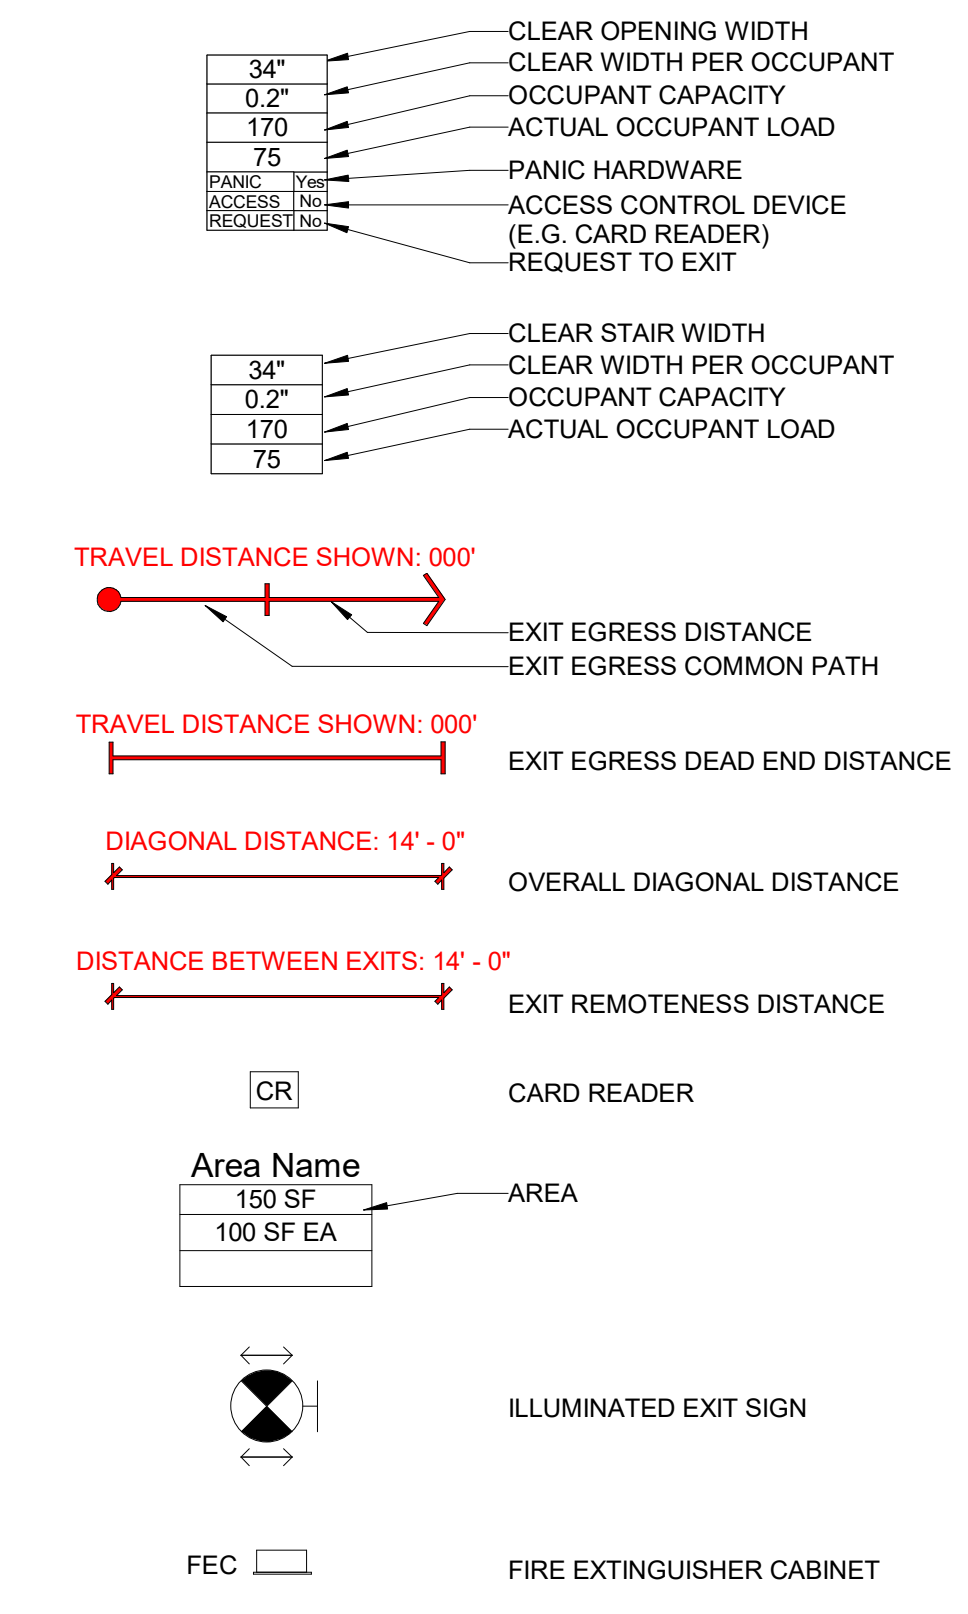 CLEAR OPENING WIDTH
34"
CLEAR WIDTH PER OCCUPANT
0.2"
OCCUPANT CAPACITY
170
ACTUAL OCCUPANT LOAD
75
PANIC HARDWARE
PANIC Yes
ACCESS CONTROL DEVICE
ACCESS No
(E.G. CARD READER)
REQUEST No
REQUEST TO EXIT
CLEAR STAIR WIDTH
34"
CLEAR WIDTH PER OCCUPANT
0.2"
OCCUPANT CAPACITY
170
ACTUAL OCCUPANT LOAD
75
TRAVEL DISTANCE SHOWN: 000'
EXIT EGRESS DISTANCE
EXIT EGRESS COMMON PATH
TRAVEL DISTANCE SHOWN: 000'
EXIT EGRESS DEAD END DISTANCE
DIAGONAL DISTANCE: 14' - 0"
OVERALL DIAGONAL DISTANCE
DISTANCE BETWEEN EXITS: 14' - 0"
EXIT REMOTENESS DISTANCE
CR
CARD READER
Area Name
150 SF
AREA
100 SF EA
ILLUMINATED EXIT SIGN
FEC
FIRE EXTINGUISHER CABINET